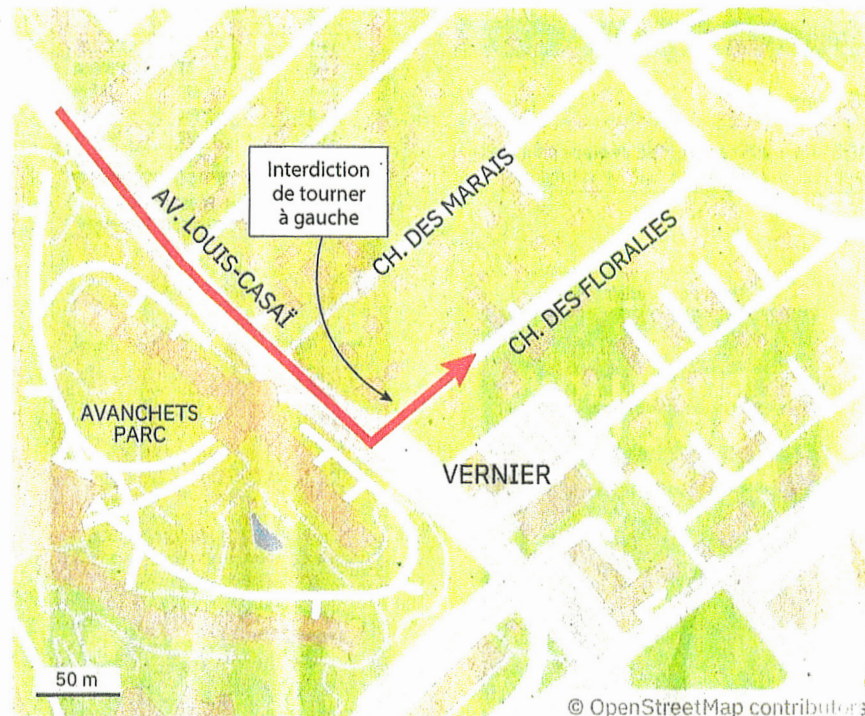 Interdiction
de tourner
à gauche
AV. LOUIS-CASAÏ
CH. DES MARAIS
CH. DES FLORALIES
AVANCHETS
PARC
VERNIER
50 m
© OpenStreetMap contributors